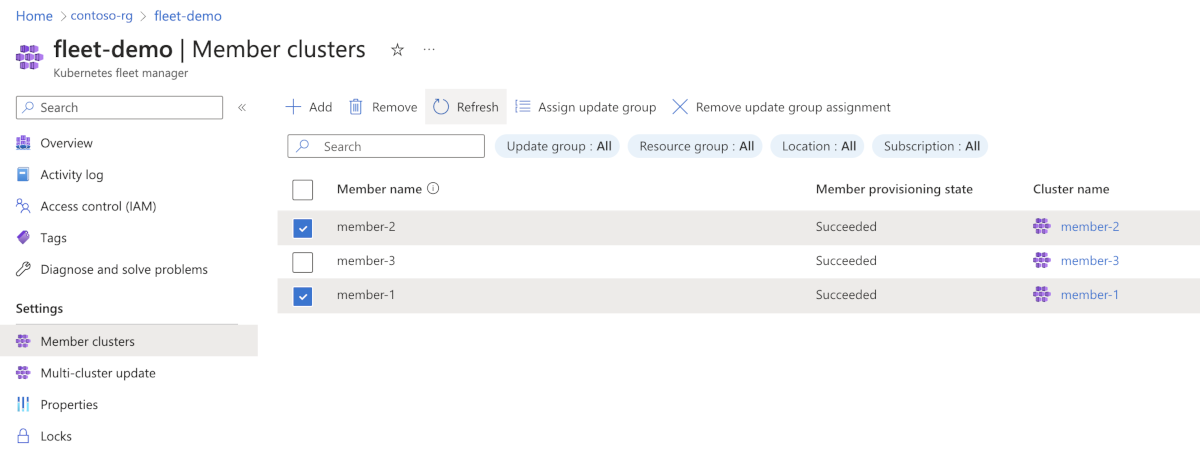 Home > contoso-rg > fleet-demo
fleet-demo | Member clusters
Kubernetes fleet manager
Search
Overview
Activity log
Access control (IAM)
Tags
Diagnose and solve problems
Settings
Member clusters
Multi-cluster update
Properties
Locks
Add Remove Refresh Assign update group Remove update group assignment
Search Update group : All Resource group : All Location : All Subscription : All
Member name Member provisioning state Cluster name
member-2 Succeeded member-2
member-3 Succeeded member-3
member-1 Succeeded member-1